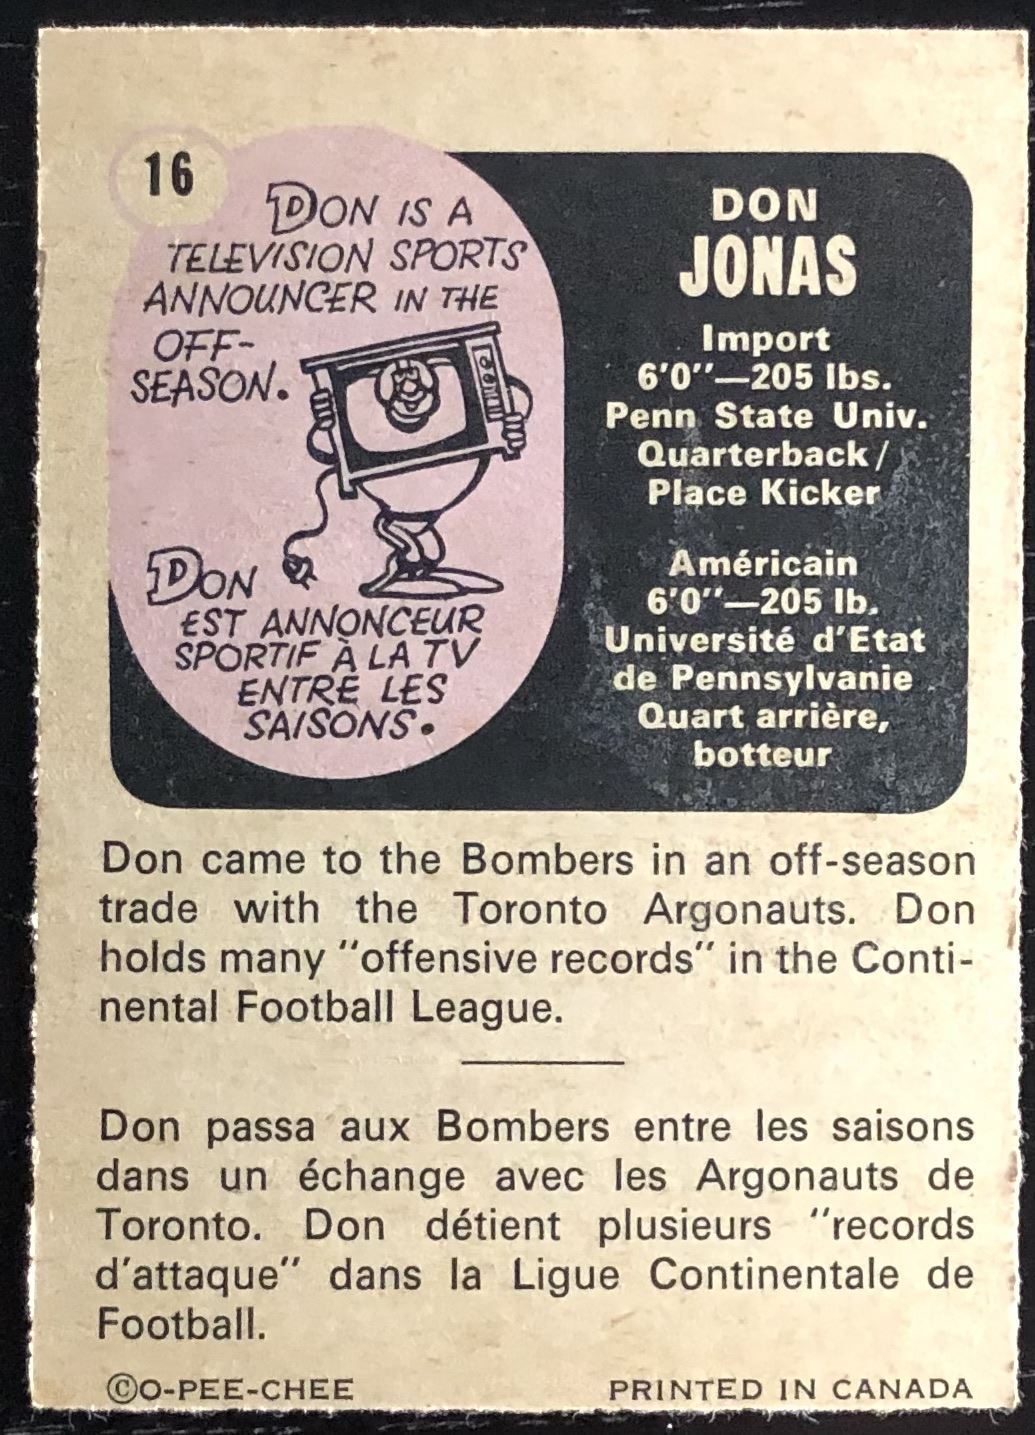 16
DON IS A
TELEVISION SPORTS
ANNOUNCER IN THE
OFF-
SEASON.
DON
EST ANNONCEUR
SPORTIF À LA TV
ENTRE LES
SAISONS.
DON
JONAS
Import
6'0"—205 lbs.
Penn State Univ.
Quarterback/
Place Kicker
Américain
6'0"—205 lb.
Université d'Etat
de Pennsylvanie
Quart arrière,
botteur
Don came to the Bombers in an off-season
trade with the Toronto Argonauts. Don
holds many "offensive records" in the Conti-
nental Football League.
Don passa aux Bombers entre les saisons
dans un échange avec les Argonauts de
Toronto. Don détient plusieurs "records
d'attaque" dans la Ligue Continentale de
Football.
©O-PEE-CHEE
PRINTED IN CANADA